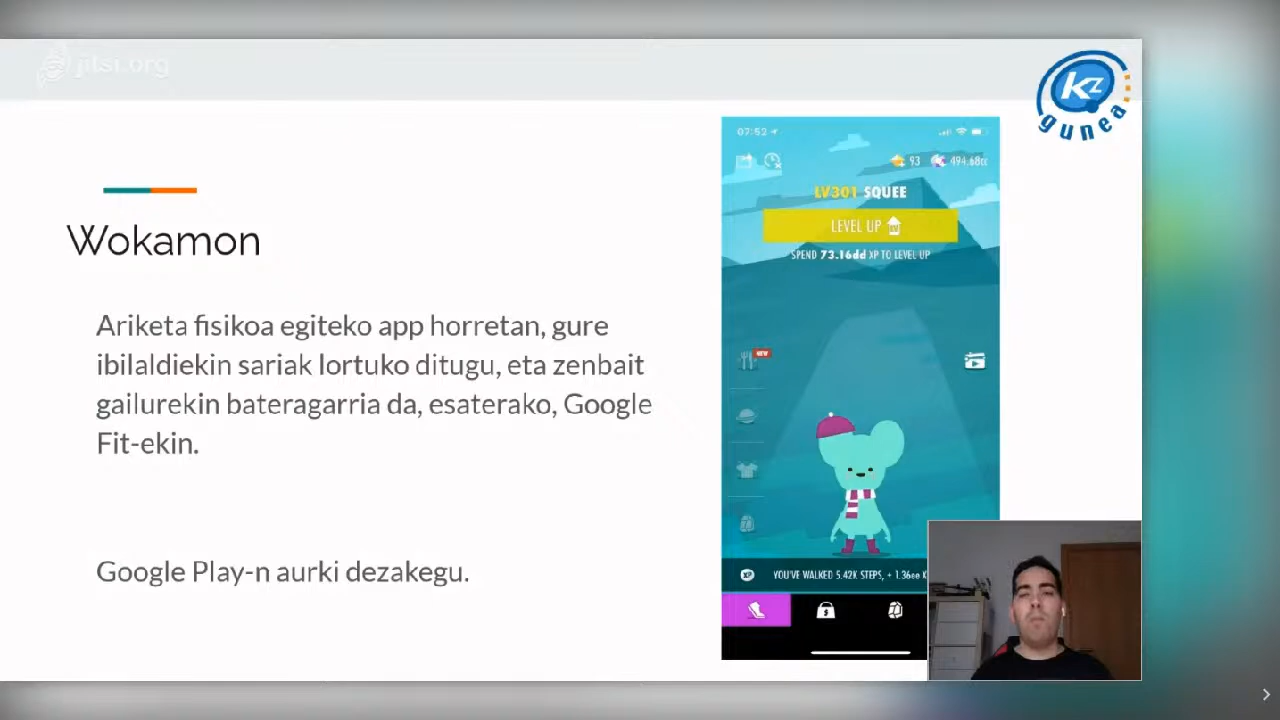 jitsi.org
kz
gunea
Wokamon
Ariketa fisikoa egiteko app horretan, gure
ibilaldiekin sariak lortuko ditugu, eta zenbait
gailurekin bateragarria da, esaterako, Google
Fit-ekin.
Google Play-n aurki dezakegu.
07:52
93
494.68cc
LV301 SQUEE
LEVEL UP
SPEND 73.16dd XP TO LEVEL UP
NEW
XP
YOU'VE WALKED 5.42K STEPS, + 1.36ee